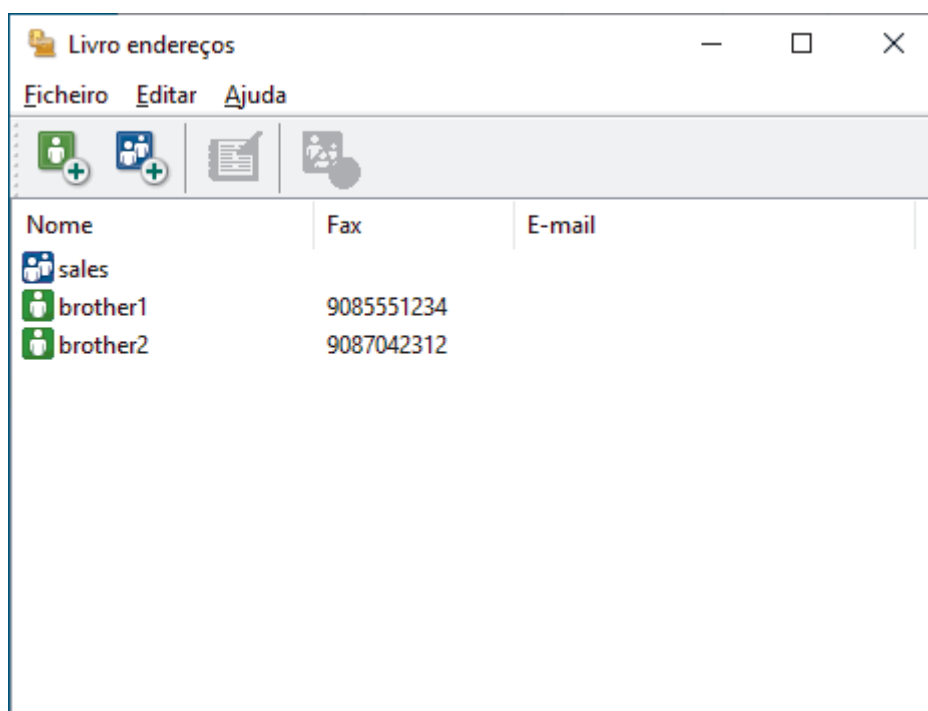 Livro endereços
Ficheiro Editar Ajuda
Nome Fax E-mail
sales
brother1 9085551234
brother2 9087042312